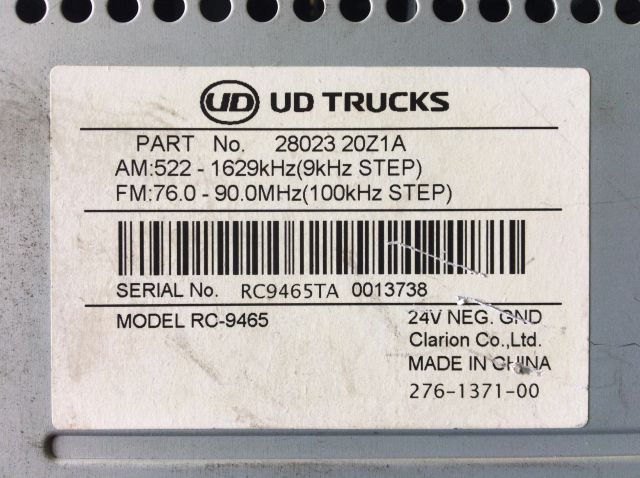 UD UD TRUCKS
PART No. 28023 20Z1A
AM:522 - 1629kHz(9kHz STEP)
FM:76.0 - 90.0MHz(100kHz STEP)
SERIAL No. RC9465TA 0013738
MODEL RC-9465
24V NEG. GND
Clarion Co.,Ltd.
MADE IN CHINA
276-1371-00